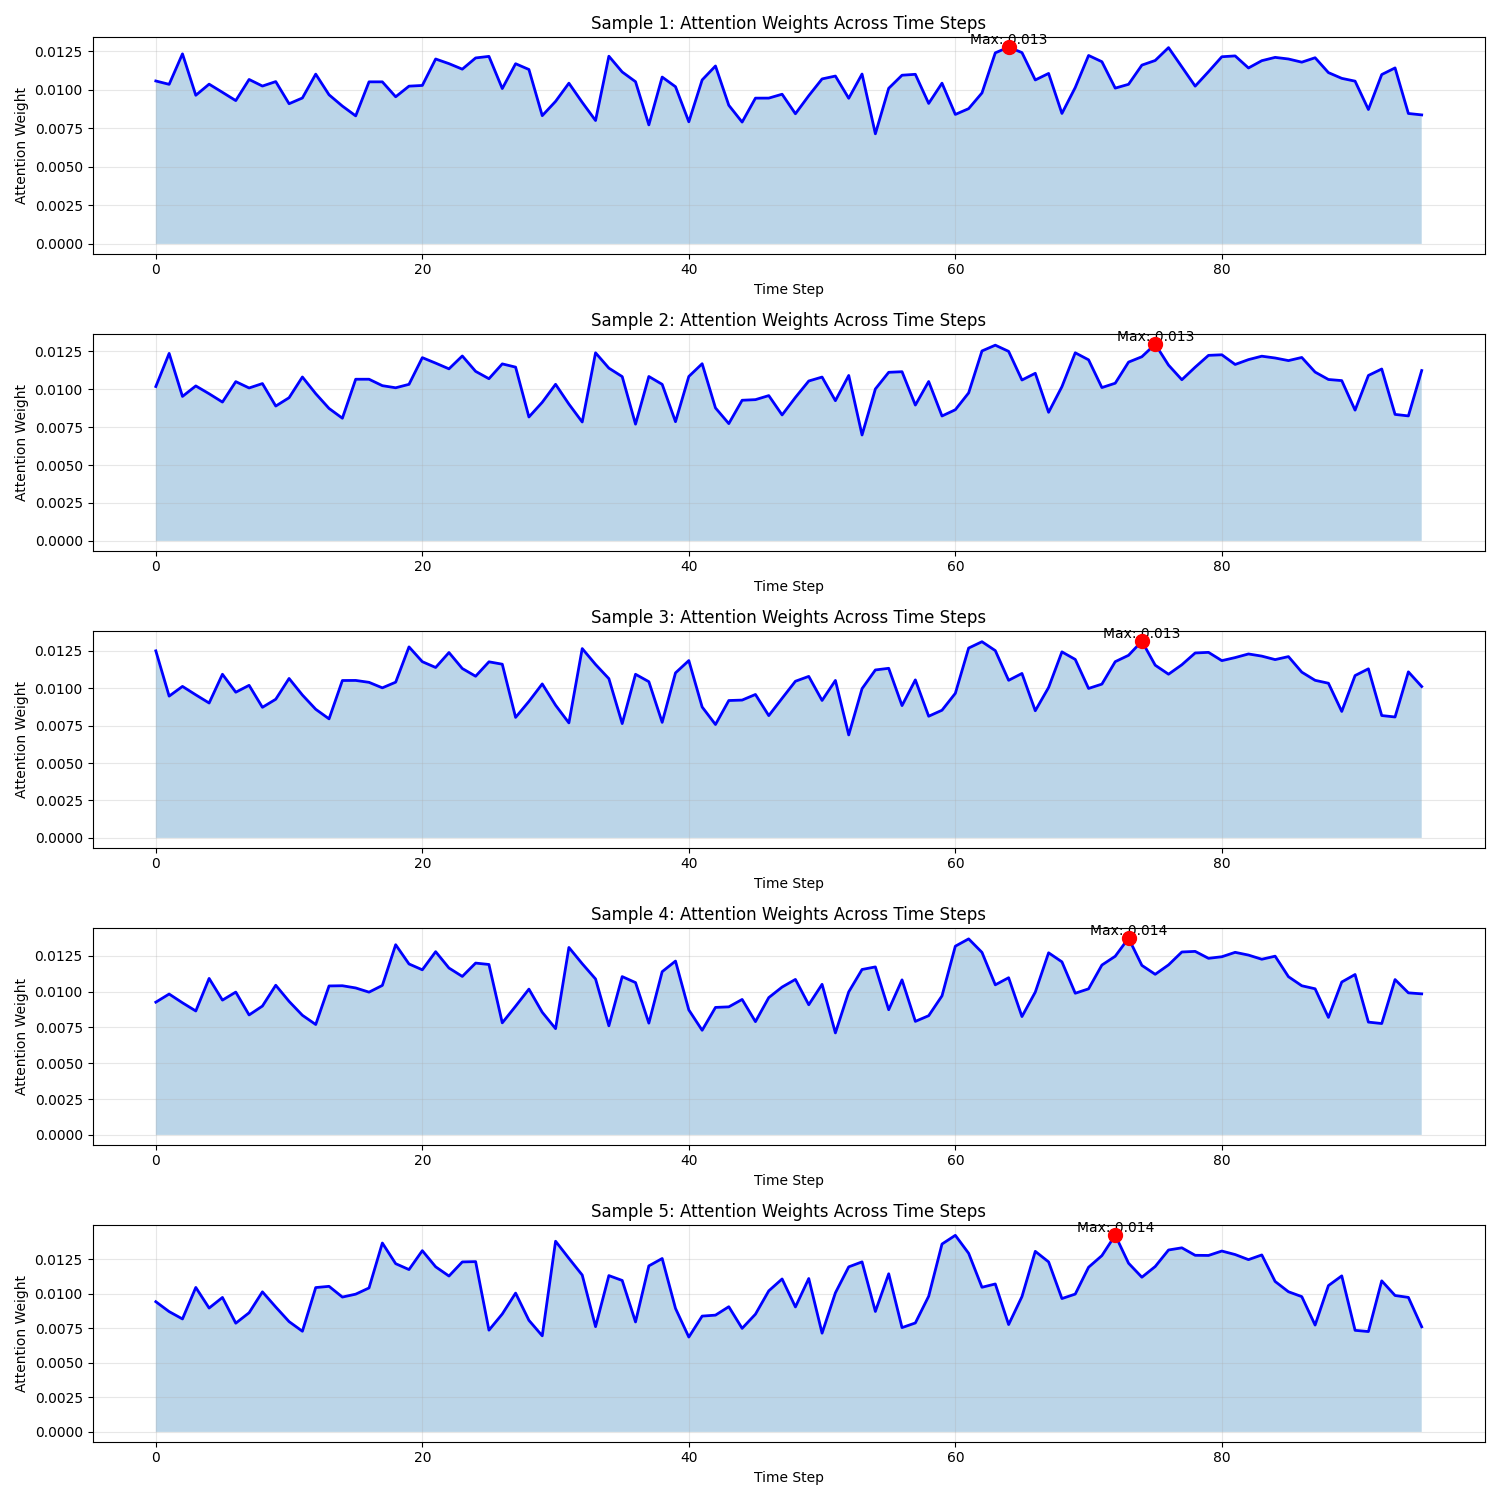 Sample 1: Attention Weights Across Time Steps
Max: 0.013
0.0125
0.0100
0.0075
0.0050
0.0025
0.0000
Attention Weight
0 20 40 60 80
Time Step
Sample 2: Attention Weights Across Time Steps
Max: 0.013
0.0125
0.0100
0.0075
0.0050
0.0025
0.0000
Attention Weight
0 20 40 60 80
Time Step
Sample 3: Attention Weights Across Time Steps
Max: 0.013
0.0125
0.0100
0.0075
0.0050
0.0025
0.0000
Attention Weight
0 20 40 60 80
Time Step
Sample 4: Attention Weights Across Time Steps
Max: 0.014
0.0125
0.0100
0.0075
0.0050
0.0025
0.0000
Attention Weight
0 20 40 60 80
Time Step
Sample 5: Attention Weights Across Time Steps
Max: 0.014
0.0125
0.0100
0.0075
0.0050
0.0025
0.0000
Attention Weight
0 20 40 60 80
Time Step